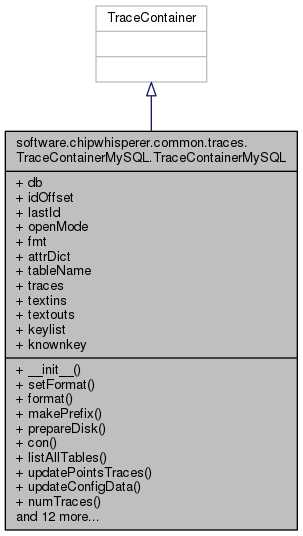 TraceContainer
software.chipwhisperer.common.traces.
TraceContainerMySQL.TraceContainerMySQL
+ db
+ idOffset
+ lastId
+ openMode
+ fmt
+ attrDict
+ tableName
+ traces
+ textins
+ textouts
+ keylist
+ knownkey
+ __init__()
+ setFormat()
+ format()
+ makePrefix()
+ prepareDisk()
+ con()
+ listAllTables()
+ updatePointsTraces()
+ updateConfigData()
+ numTraces()
and 12 more...